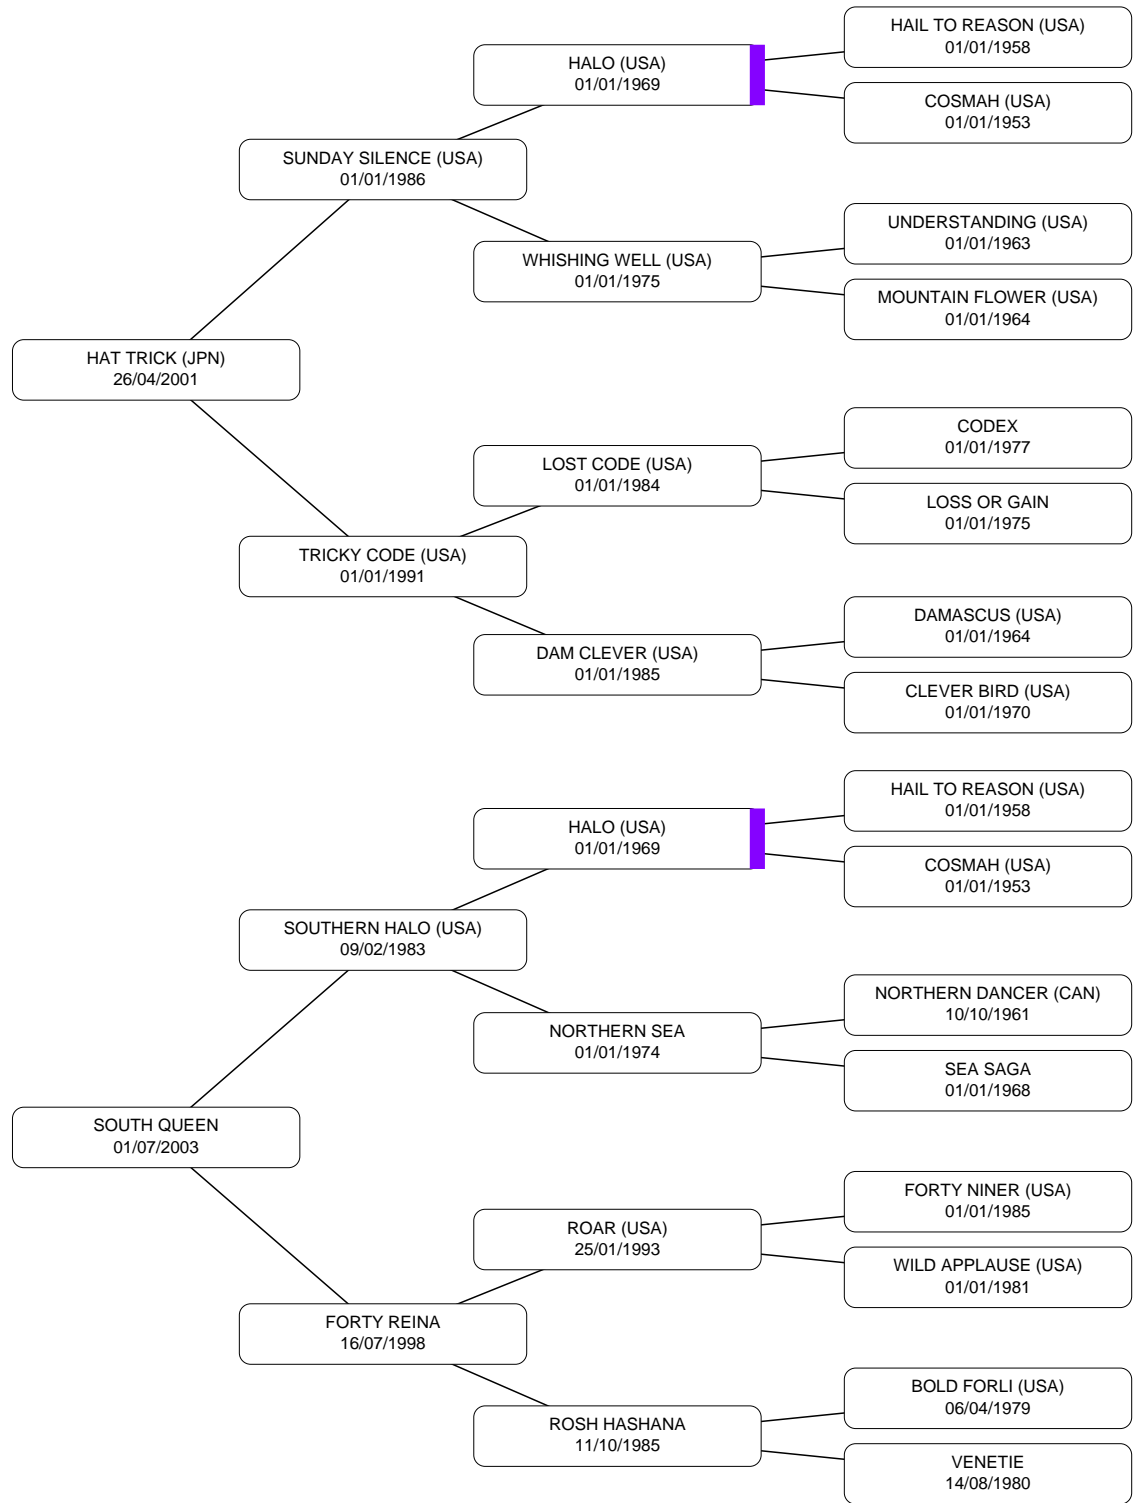 HAIL TO REASON (USA)
01/01/1958
HALO (USA)
01/01/1969
COSMAH (USA)
01/01/1953
SUNDAY SILENCE (USA)
01/01/1986
UNDERSTANDING (USA)
01/01/1963
WHISHING WELL (USA)
01/01/1975
MOUNTAIN FLOWER (USA)
01/01/1964
HAT TRICK (JPN)
26/04/2001
CODEX
01/01/1977
LOST CODE (USA)
01/01/1984
LOSS OR GAIN
01/01/1975
TRICKY CODE (USA)
01/01/1991
DAMASCUS (USA)
01/01/1964
DAM CLEVER (USA)
01/01/1985
CLEVER BIRD (USA)
01/01/1970
HAIL TO REASON (USA)
01/01/1958
HALO (USA)
01/01/1969
COSMAH (USA)
01/01/1953
SOUTHERN HALO (USA)
09/02/1983
NORTHERN DANCER (CAN)
10/10/1961
NORTHERN SEA
01/01/1974
SEA SAGA
01/01/1968
SOUTH QUEEN
01/07/2003
FORTY NINER (USA)
01/01/1985
ROAR (USA)
25/01/1993
WILD APPLAUSE (USA)
01/01/1981
FORTY REINA
16/07/1998
BOLD FORLI (USA)
06/04/1979
ROSH HASHANA
11/10/1985
VENETIE
14/08/1980